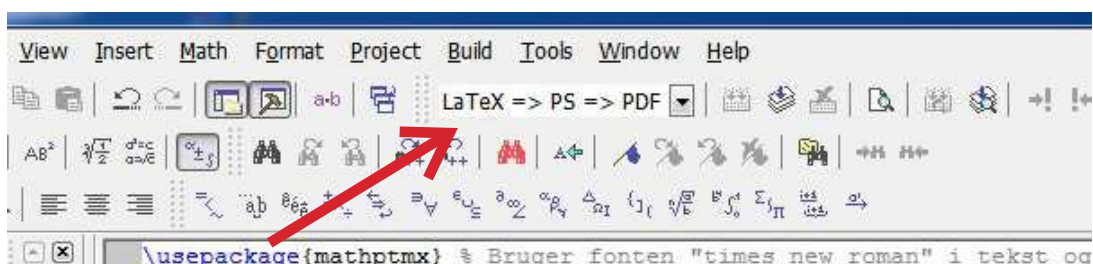 View Insert Math Format Project Build Tools Window Help
a-b LaTeX => PS => PDF
AB²
\usepackage{mathptmx} % Bruger fonten "times new roman" i tekst og